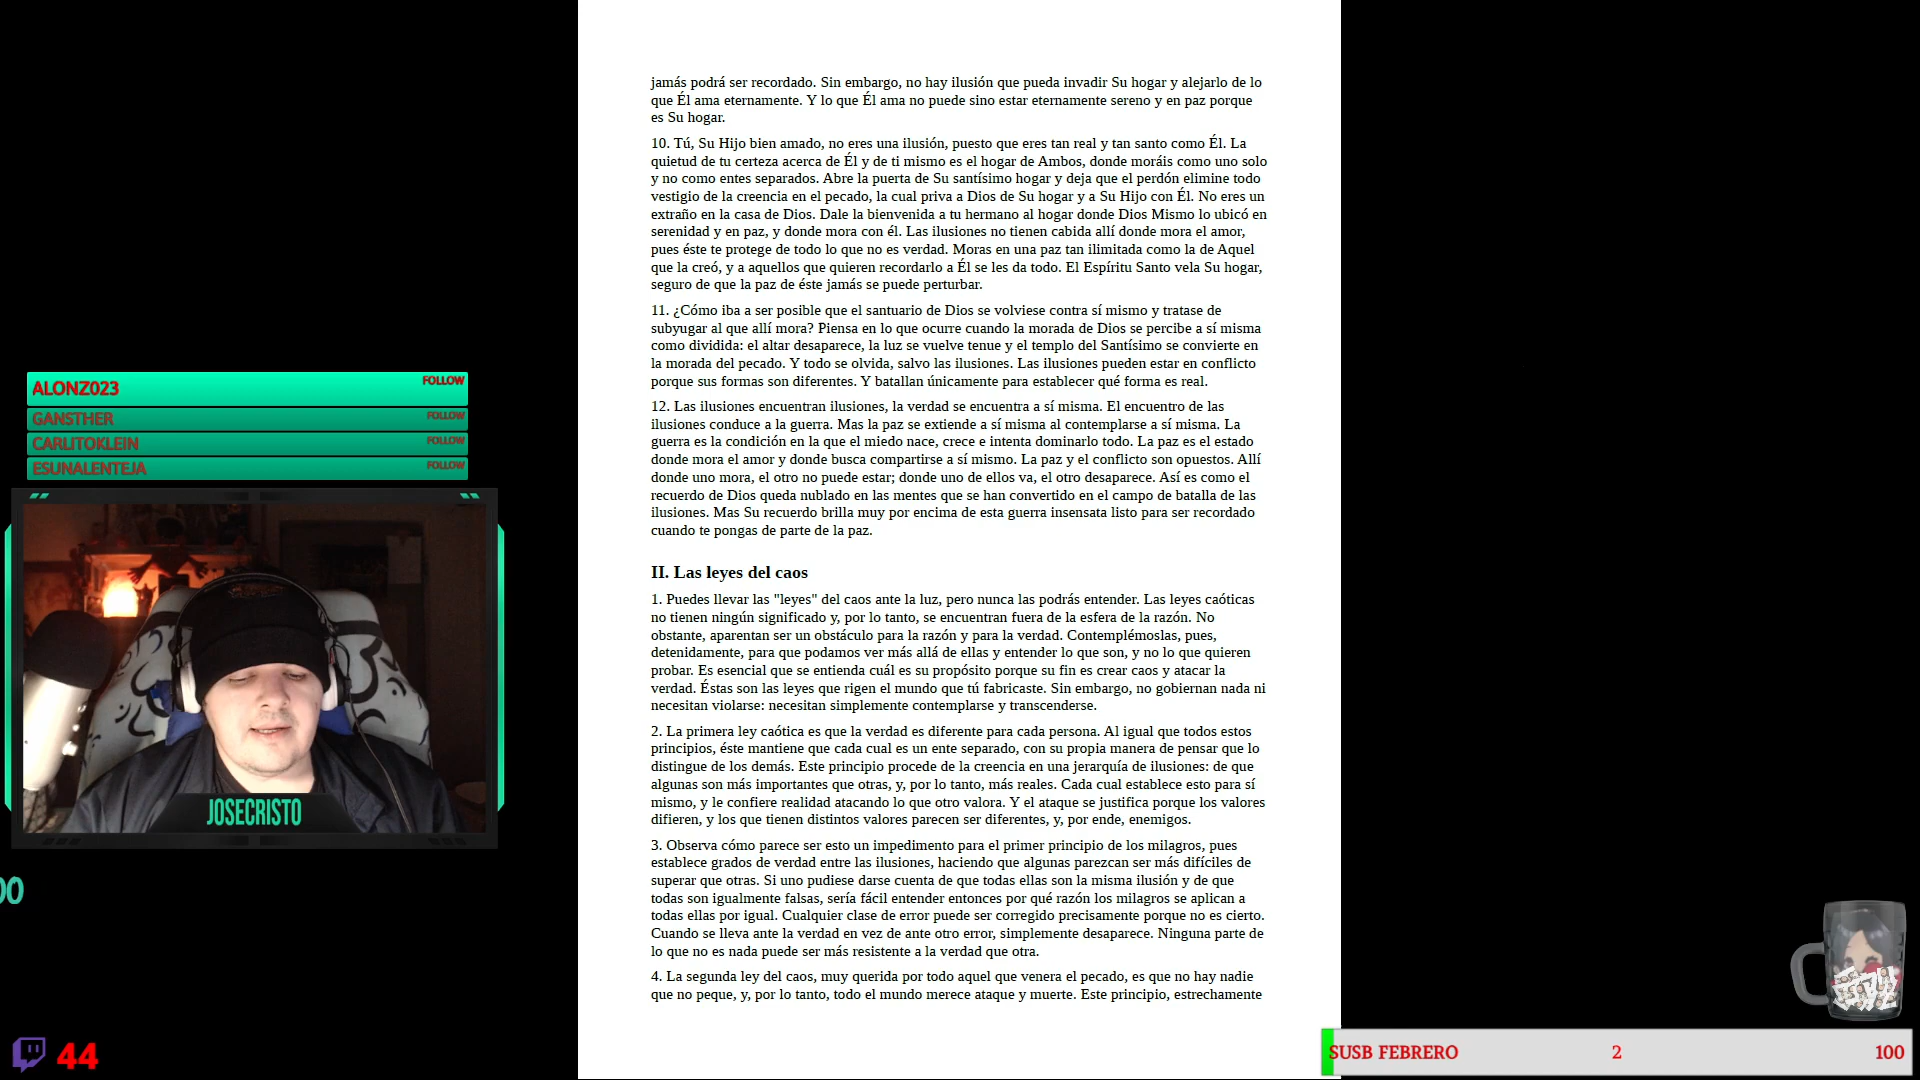 jamás podrá ser recordado. Sin embargo, no hay ilusión que pueda invadir Su hogar y alejarlo de lo
que Él ama eternamente. Y lo que Él ama no puede sino estar eternamente sereno y en paz porque
es Su hogar.
10. Tú, Su Hijo bien amado, no eres una ilusión, puesto que eres tan real y tan santo como Él. La
quietud de tu certeza acerca de Él y de ti mismo es el hogar de Ambos, donde moráis como uno solo
y no como entes separados. Abre la puerta de Su santísimo hogar y deja que el perdón elimine todo
vestigio de la creencia en el pecado, la cual priva a Dios de Su hogar y a Su Hijo con Él. No eres un
extraño en la casa de Dios. Dale la bienvenida a tu hermano al hogar donde Dios Mismo lo ubicó en
serenidad y en paz, y donde mora con él. Las ilusiones no tienen cabida allí donde mora el amor,
pues éste te protege de todo lo que no es verdad. Moras en una paz tan ilimitada como la de Aquel
que la creó, y a aquellos que quieren recordarlo a Él se les da todo. El Espíritu Santo vela Su hogar,
seguro de que la paz de éste jamás se puede perturbar.
11. ¿Cómo iba a ser posible que el santuario de Dios se volviese contra sí mismo y tratase de
subyugar al que allí mora? Piensa en lo que ocurre cuando la morada de Dios se percibe a sí misma
como dividida: el altar desaparece, la luz se vuelve tenue y el templo del Santísimo se convierte en
la morada del pecado. Y todo se olvida, salvo las ilusiones. Las ilusiones pueden estar en conflicto
porque sus formas son diferentes. Y batallan únicamente para establecer qué forma es real.
12. Las ilusiones encuentran ilusiones, la verdad se encuentra a sí misma. El encuentro de las
ilusiones conduce a la guerra. Mas la paz se extiende a sí misma al contemplarse a sí misma. La
guerra es la condición en la que el miedo nace, crece e intenta dominarlo todo. La paz es el estado
donde mora el amor y donde busca compartirse a sí mismo. La paz y el conflicto son opuestos. Allí
donde uno mora, el otro no puede estar; donde uno de ellos va, el otro desaparece. Así es como el
recuerdo de Dios queda nublado en las mentes que se han convertido en el campo de batalla de las
ilusiones. Mas Su recuerdo brilla muy por encima de esta guerra insensata listo para ser recordado
cuando te pongas de parte de la paz.
II. Las leyes del caos
1. Puedes llevar las "leyes" del caos ante la luz, pero nunca las podrás entender. Las leyes caóticas
no tienen ningún significado y, por lo tanto, se encuentran fuera de la esfera de la razón. No
obstante, aparentan ser un obstáculo para la razón y para la verdad. Contemplémoslas, pues,
detenidamente, para que podamos ver más allá de ellas y entender lo que son, y no lo que quieren
probar. Es esencial que se entienda cuál es su propósito porque su fin es crear caos y atacar la
verdad. Éstas son las leyes que rigen el mundo que tú fabricaste. Sin embargo, no gobiernan nada ni
necesitan violarse: necesitan simplemente contemplarse y transcenderse.
2. La primera ley caótica es que la verdad es diferente para cada persona. Al igual que todos estos
principios, éste mantiene que cada cual es un ente separado, con su propia manera de pensar que lo
distingue de los demás. Este principio procede de la creencia en una jerarquía de ilusiones: de que
algunas son más importantes que otras, y, por lo tanto, más reales. Cada cual establece esto para sí
mismo, y le confiere realidad atacando lo que otro valora. Y el ataque se justifica porque los valores
difieren, y los que tienen distintos valores parecen ser diferentes, y, por ende, enemigos.
3. Observa cómo parece ser esto un impedimento para el primer principio de los milagros, pues
establece grados de verdad entre las ilusiones, haciendo que algunas parezcan ser más difíciles de
superar que otras. Si uno pudiese darse cuenta de que todas ellas son la misma ilusión y de que
todas son igualmente falsas, sería fácil entender entonces por qué razón los milagros se aplican a
todas ellas por igual. Cualquier clase de error puede ser corregido precisamente porque no es cierto.
Cuando se lleva ante la verdad en vez de ante otro error, simplemente desaparece. Ninguna parte de
lo que no es nada puede ser más resistente a la verdad que otra.
4. La segunda ley del caos, muy querida por todo aquel que venera el pecado, es que no hay nadie
que no peque, y, por lo tanto, todo el mundo merece ataque y muerte. Este principio, estrechamente
ALONZ023 FOLLOW
GANSTHER FOLLOW
CARLITOKLEIN FOLLOW
ESUNALENTEJA FOLLOW
JOSECRISTO
00
44
SUSB FEBRERO 2 100